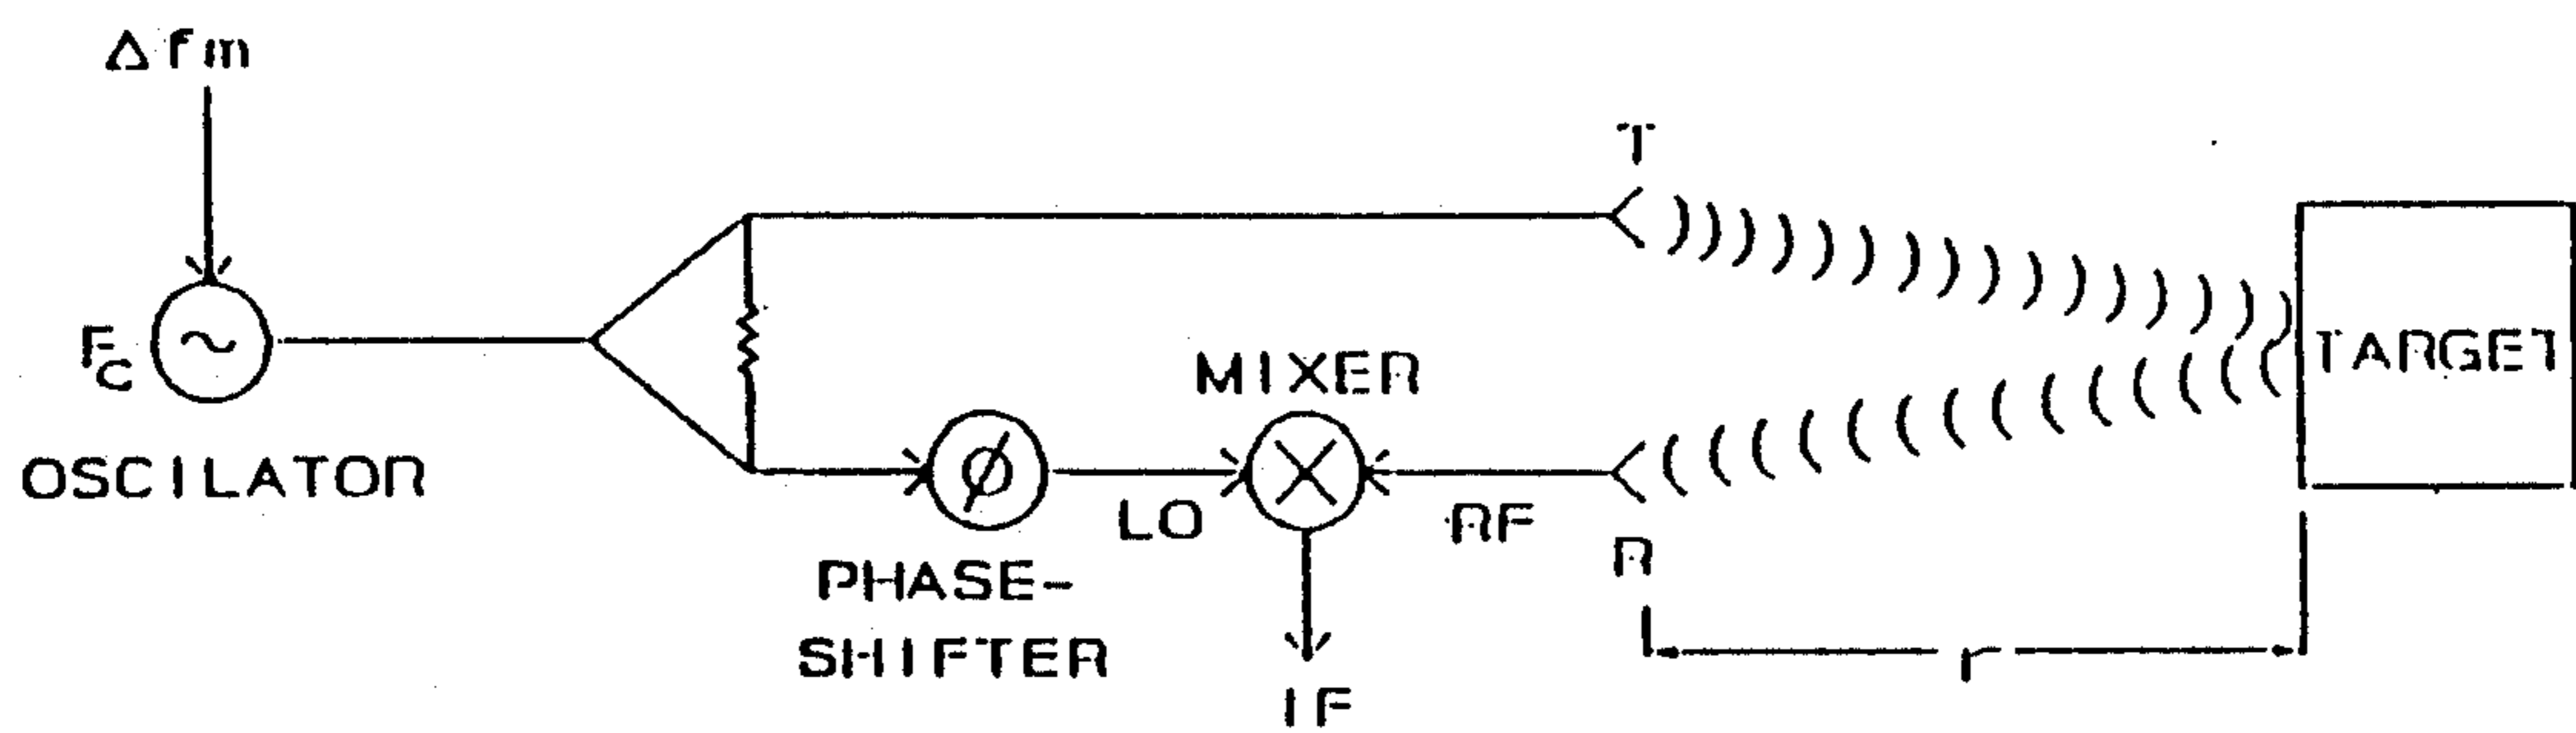 Δfm
T
Fc
OSCILATOR
MIXER
TARGET
LO
RF
R
PHASE-
SHIFTER
Ø
IF
r